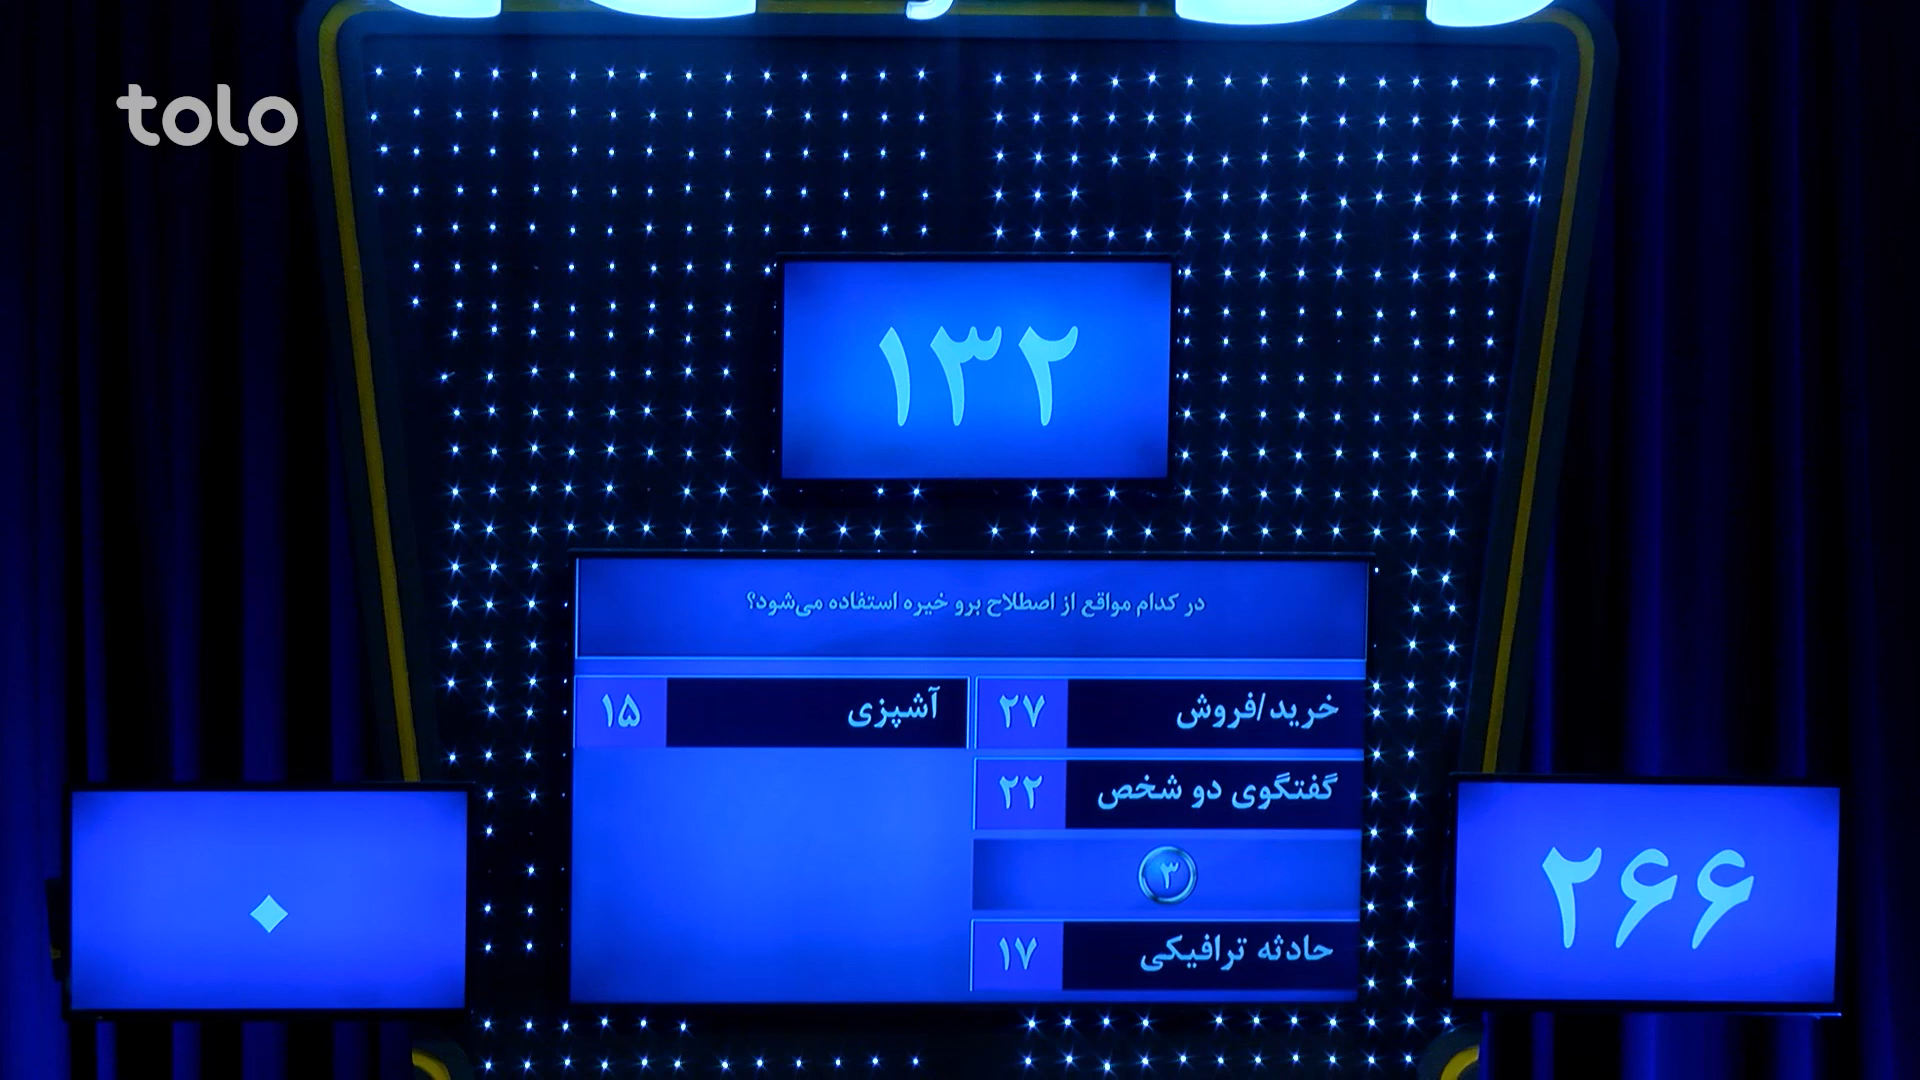 tolo
۱۳۲
در کدام مواقع از اصطلاح برو خیره استفاده می‌شود؟
خرید/فروش ۲۷
آشپزی ۱۵
گفتگوی دو شخص ۲۲
۳
حادثه ترافیکی ۱۷
۲۶۶
۰